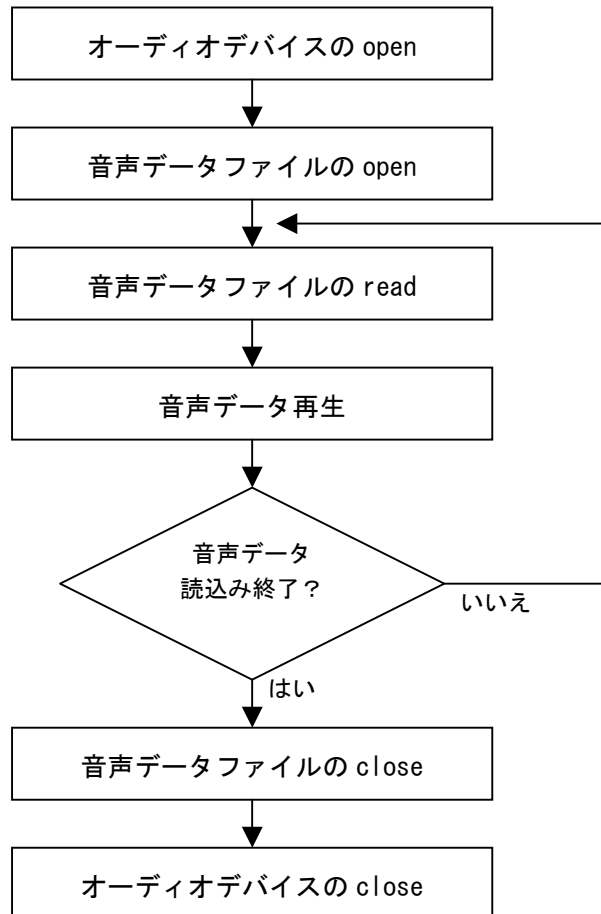 オーディオデバイスの open
音声データファイルの open
音声データファイルの read
音声データ再生
音声データ
読込み終了？
いいえ
はい
音声データファイルの close
オーディオデバイスの close